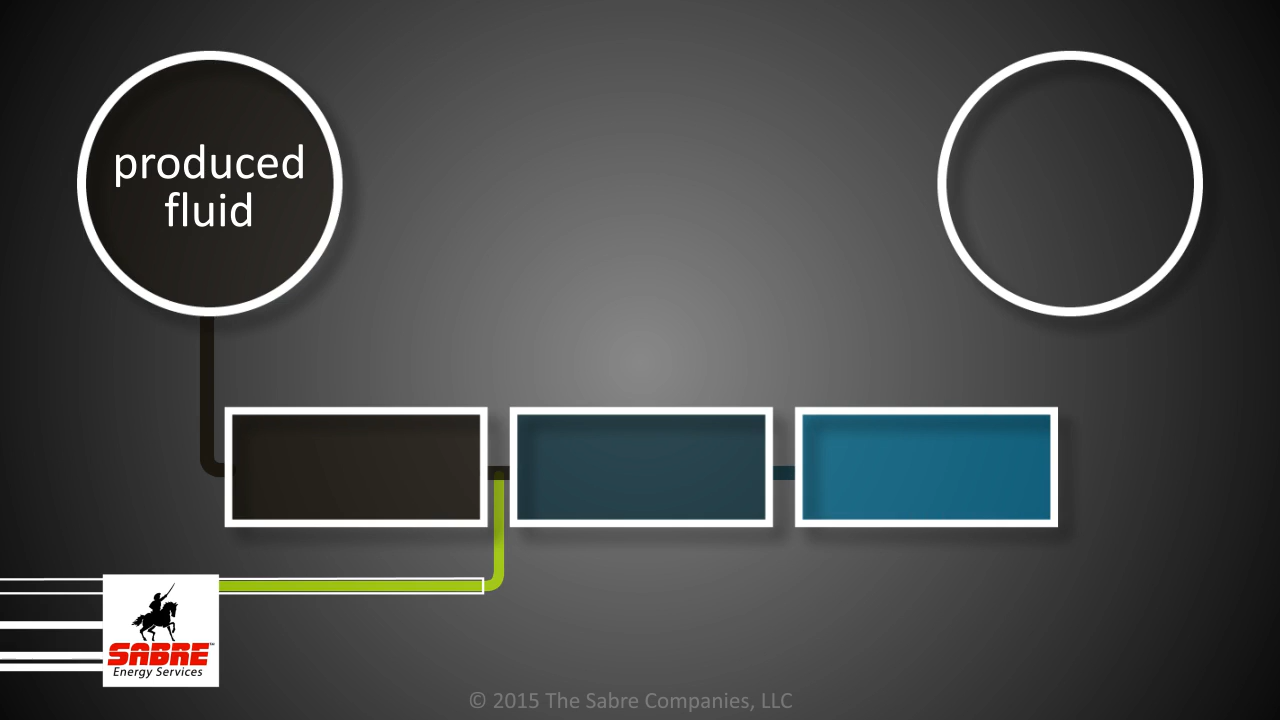 produced
fluid
SABRE
Energy Services
© 2015 The Sabre Companies, LLC